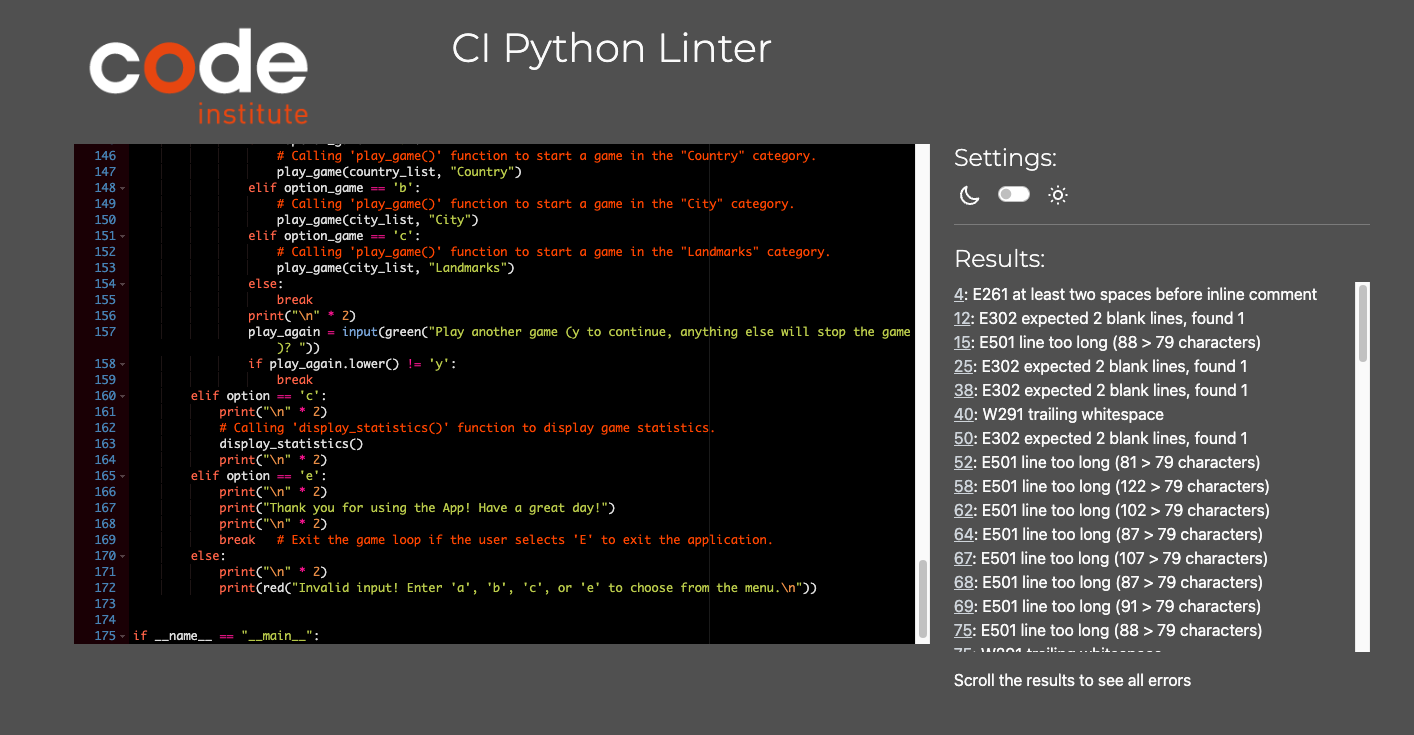 code
institute
CI Python Linter
146 # Calling 'play_game()' function to start a game in the "Country" category.
147 play_game(country_list, "Country")
148 elif option_game == 'b':
149 # Calling 'play_game()' function to start a game in the "City" category.
150 play_game(city_list, "City")
151 elif option_game == 'c':
152 # Calling 'play_game()' function to start a game in the "Landmarks" category.
153 play_game(city_list, "Landmarks")
154 else:
155 break
156 print("\n" * 2)
157 play_again = input(green("Play another game (y to continue, anything else will stop the game
)? "))
158 if play_again.lower() != 'y':
159 break
160 elif option == 'c':
161 print("\n" * 2)
162 # Calling 'display_statistics()' function to display game statistics.
163 display_statistics()
164 print("\n" * 2)
165 elif option == 'e':
166 print("\n" * 2)
167 print("Thank you for using the App! Have a great day!")
168 print("\n" * 2)
169 break # Exit the game loop if the user selects 'E' to exit the application.
170 else:
171 print("\n" * 2)
172 print(red("Invalid input! Enter 'a', 'b', 'c', or 'e' to choose from the menu.\n"))
173
174
175 if __name__ == "__main__":
Settings:
Results:
4: E261 at least two spaces before inline comment
12: E302 expected 2 blank lines, found 1
15: E501 line too long (88 > 79 characters)
25: E302 expected 2 blank lines, found 1
38: E302 expected 2 blank lines, found 1
40: W291 trailing whitespace
50: E302 expected 2 blank lines, found 1
52: E501 line too long (81 > 79 characters)
58: E501 line too long (122 > 79 characters)
62: E501 line too long (102 > 79 characters)
64: E501 line too long (87 > 79 characters)
67: E501 line too long (107 > 79 characters)
68: E501 line too long (87 > 79 characters)
69: E501 line too long (91 > 79 characters)
75: E501 line too long (88 > 79 characters)
75: W291 trailing whitespace
Scroll the results to see all errors